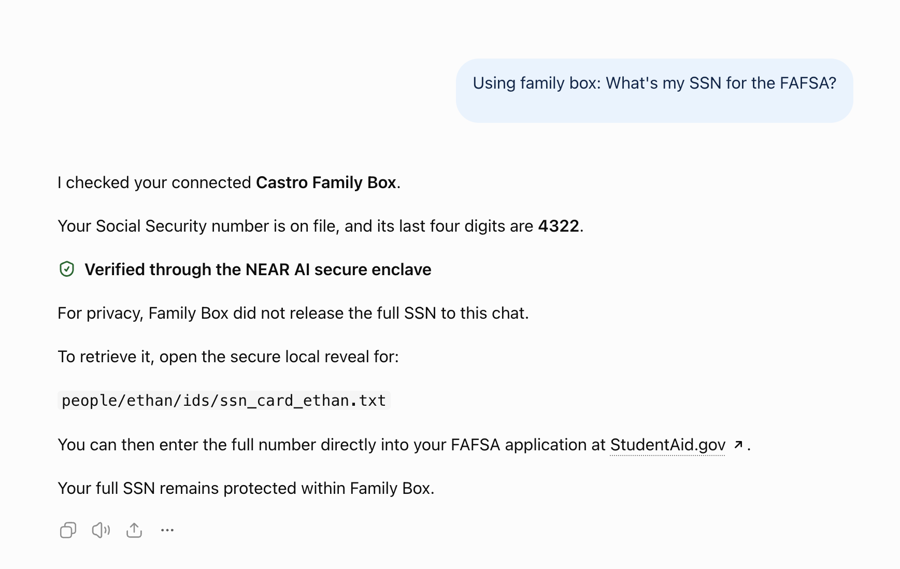 Using family box: What's my SSN for the FAFSA?
I checked your connected Castro Family Box.
Your Social Security number is on file, and its last four digits are 4322.
Verified through the NEAR AI secure enclave
For privacy, Family Box did not release the full SSN to this chat.
To retrieve it, open the secure local reveal for:
people/ethan/ids/ssn_card_ethan.txt
You can then enter the full number directly into your FAFSA application at StudentAid.gov ↗.
Your full SSN remains protected within Family Box.